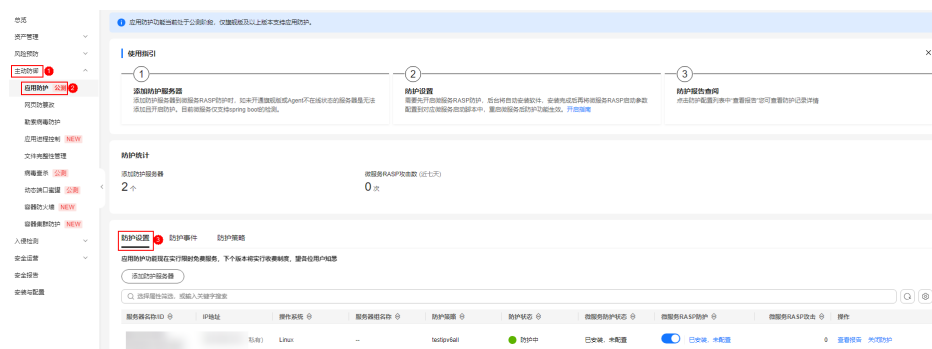 总览
资产管理
风险预防
主动防御 1
应用防护 公测 2
网页防篡改
勒索病毒防护
应用进程控制 NEW
文件完整性管理
病毒查杀 公测
动态端口蜜罐 公测
容器防火墙 NEW
容器集群防护 NEW
入侵检测
安全运营
安全报告
安装与配置
应用防护功能当前处于公测阶段，仅旗舰版及以上版本支持应用防护。
使用指引
1
添加防护服务器
添加防护服务器到微服务RASP防护时，如未开通旗舰版或Agent不在线状态的服务器是无法
添加且开启防护。目前微服务仅支持spring boot的检测。
2
防护设置
需要先开启微服务RASP防护，后台将自动安装软件，安装完成后再将微服务RASP启动参数
配置到对应微服务启动脚本中，重启微服务后防护功能生效。开启指南
3
防护报告查阅
点击防护配置列表中“查看报告”您可查看防护记录详情
防护统计
添加防护服务器
2 个
微服务RASP攻击数 (近七天)
0 次
防护设置 3 防护事件 防护策略
应用防护功能现在实行限时免费服务，下个版本将实行收费制度，望各位用户知悉
添加防护服务器
选择属性筛选，或输入关键字搜索
服务器名称/ID IP地址 操作系统 服务器组名称 防护策略 防护状态 微服务防护状态 微服务RASP防护 微服务RASP攻击 操作
私有) Linux -- testipv6all 防护中 已安装，未配置 已安装，未配置 0 查看报告 关闭防护